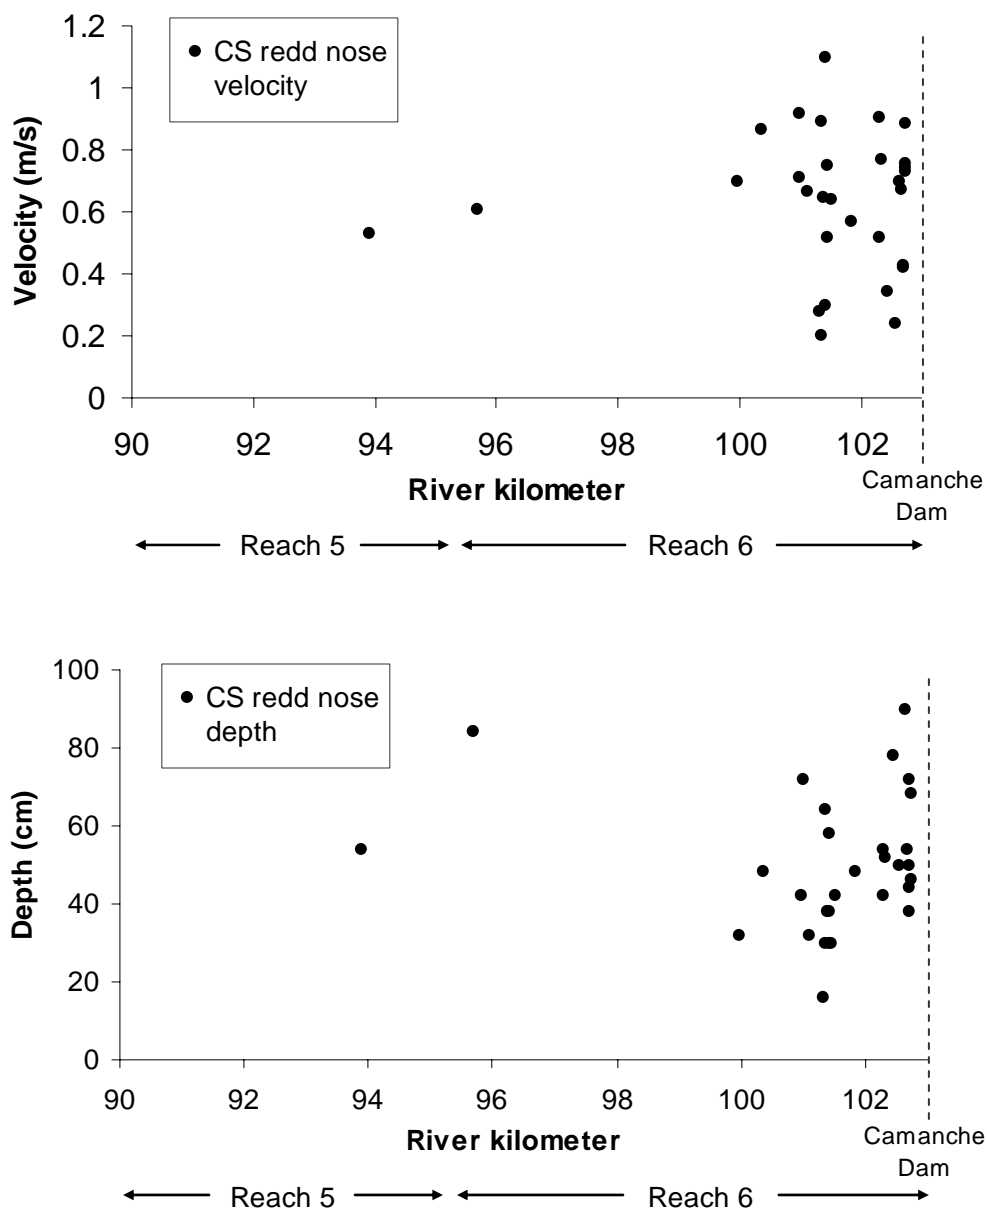 1.2
1
0.8
0.6
0.4
0.2
0
Velocity (m/s)
CS redd nose
velocity
90 92 94 96 98 100 102
River kilometer
Camanche
Dam
Reach 5 Reach 6
100
80
60
40
20
0
Depth (cm)
CS redd nose
depth
90 92 94 96 98 100 102
River kilometer
Camanche
Dam
Reach 5 Reach 6